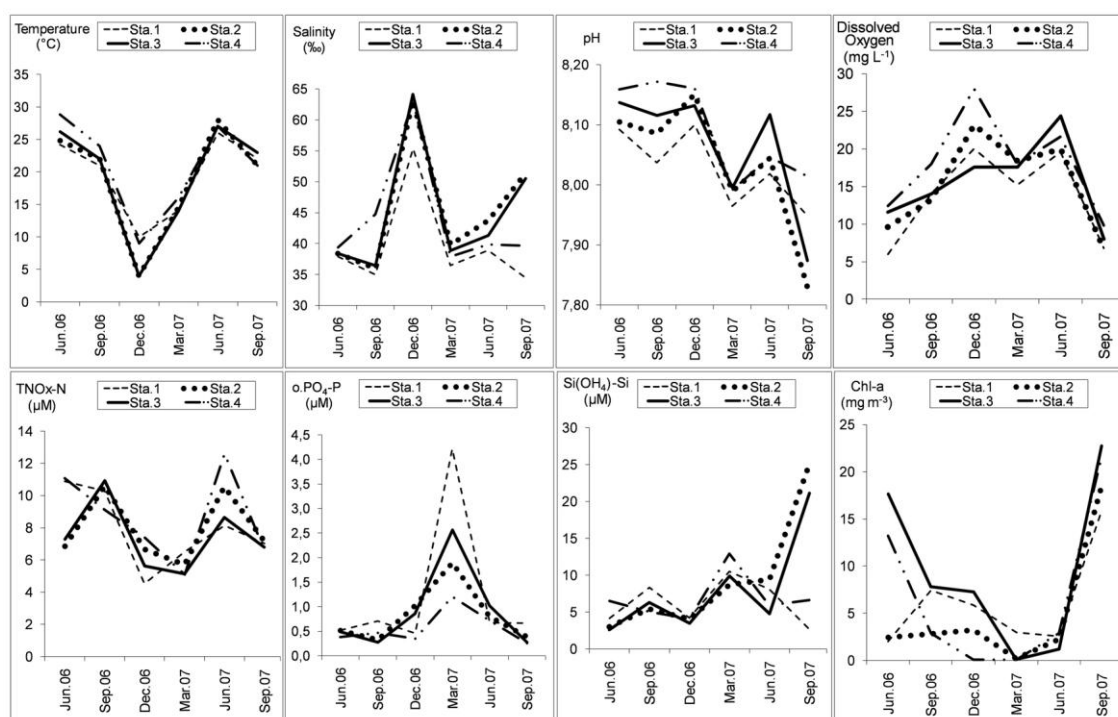 Temperature
(°C)
Sta.1 Sta.2
Sta.3 Sta.4
35
30
25
20
15
10
5
0
Jun.06 Sep.06 Dec.06 Mar.07 Jun.07 Sep.07
Salinity
(‰)
Sta.1 Sta.2
Sta.3 Sta.4
65
60
55
50
45
40
35
30
Jun.06 Sep.06 Dec.06 Mar.07 Jun.07 Sep.07
pH
Sta.1 Sta.2
Sta.3 Sta.4
8,20
8,10
8,00
7,90
7,80
Jun.06 Sep.06 Dec.06 Mar.07 Jun.07 Sep.07
Dissolved
Oxygen
(mg L⁻¹)
Sta.1 Sta.2
Sta.3 Sta.4
30
25
20
15
10
5
0
Jun.06 Sep.06 Dec.06 Mar.07 Jun.07 Sep.07
TNOx-N
(µM)
Sta.1 Sta.2
Sta.3 Sta.4
14
12
10
8
6
4
2
0
Jun.06 Sep.06 Dec.06 Mar.07 Jun.07 Sep.07
o.PO₄-P
(µM)
Sta.1 Sta.2
Sta.3 Sta.4
4,5
4,0
3,5
3,0
2,5
2,0
1,5
1,0
0,5
0,0
Jun.06 Sep.06 Dec.06 Mar.07 Jun.07 Sep.07
Si(OH₄)-Si
(µM)
Sta.1 Sta.2
Sta.3 Sta.4
30
25
20
15
10
5
0
Jun.06 Sep.06 Dec.06 Mar.07 Jun.07 Sep.07
Chl-a
(mg m⁻³)
Sta.1 Sta.2
Sta.3 Sta.4
25
20
15
10
5
0
Jun.06 Sep.06 Dec.06 Mar.07 Jun.07 Sep.07